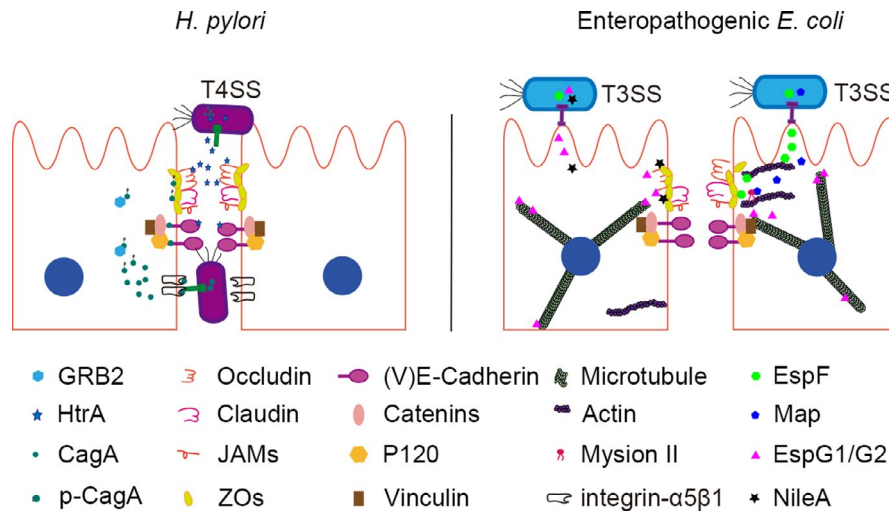 H. pylori
Enteropathogenic E. coli
T4SS
T3SS
T3SS
GRB2
Occludin
(V)E-Cadherin
Microtubule
EspF
HtrA
Claudin
Catenins
Actin
Map
CagA
JAMs
P120
Mysion II
EspG1/G2
p-CagA
ZOs
Vinculin
integrin-α5β1
NileA